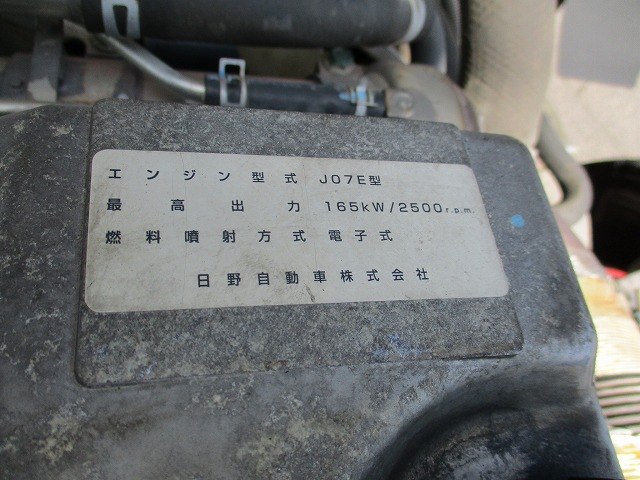 エンジン型式 J07E型
最高出力 165kW/2500r.p.m.
燃料噴射方式 電子式
日野自動車株式会社